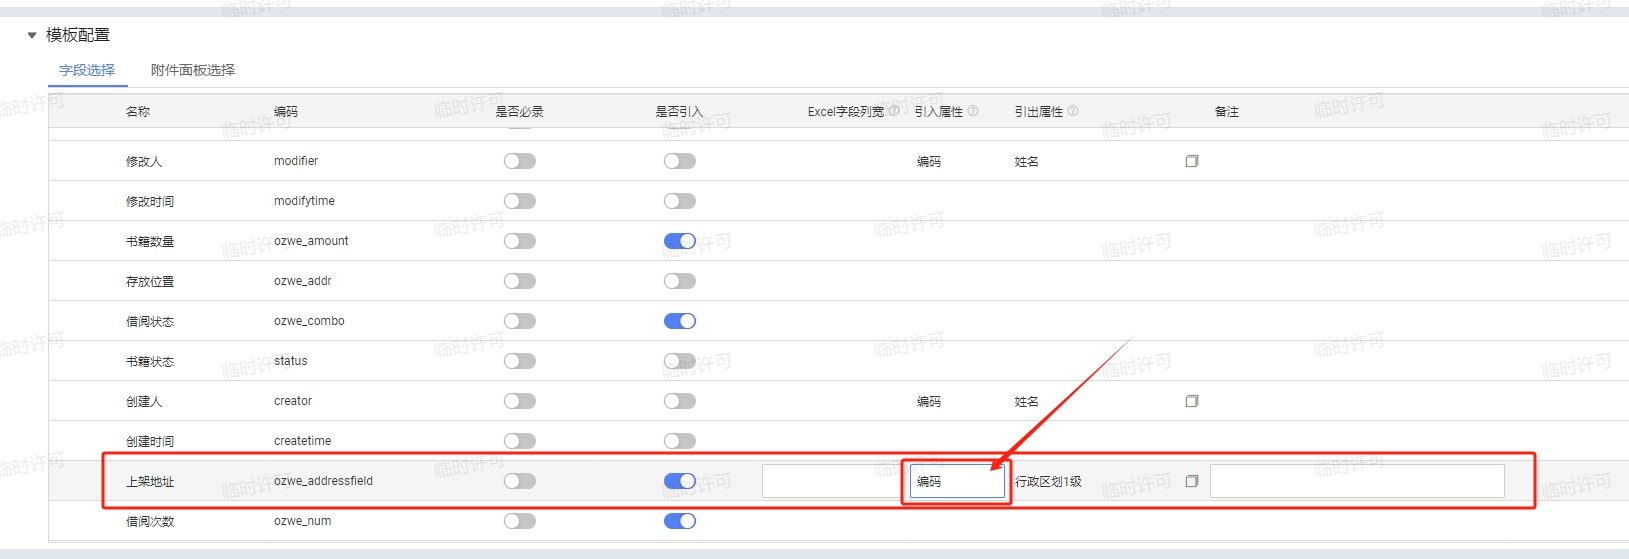 模板配置
字段选择 附件面板选择
名称 编码 是否必录 是否引入 Excel字段列宽 引入属性 引出属性 备注
修改人 modifier 编码 姓名
修改时间 modifytime
书籍数量 ozwe_amount
存放位置 ozwe_addr
借阅状态 ozwe_combo
书籍状态 status
创建人 creator 编码 姓名
创建时间 createtime
上架地址 ozwe_addressfield 编码 行政区划1级
借阅次数 ozwe_num
临时许可